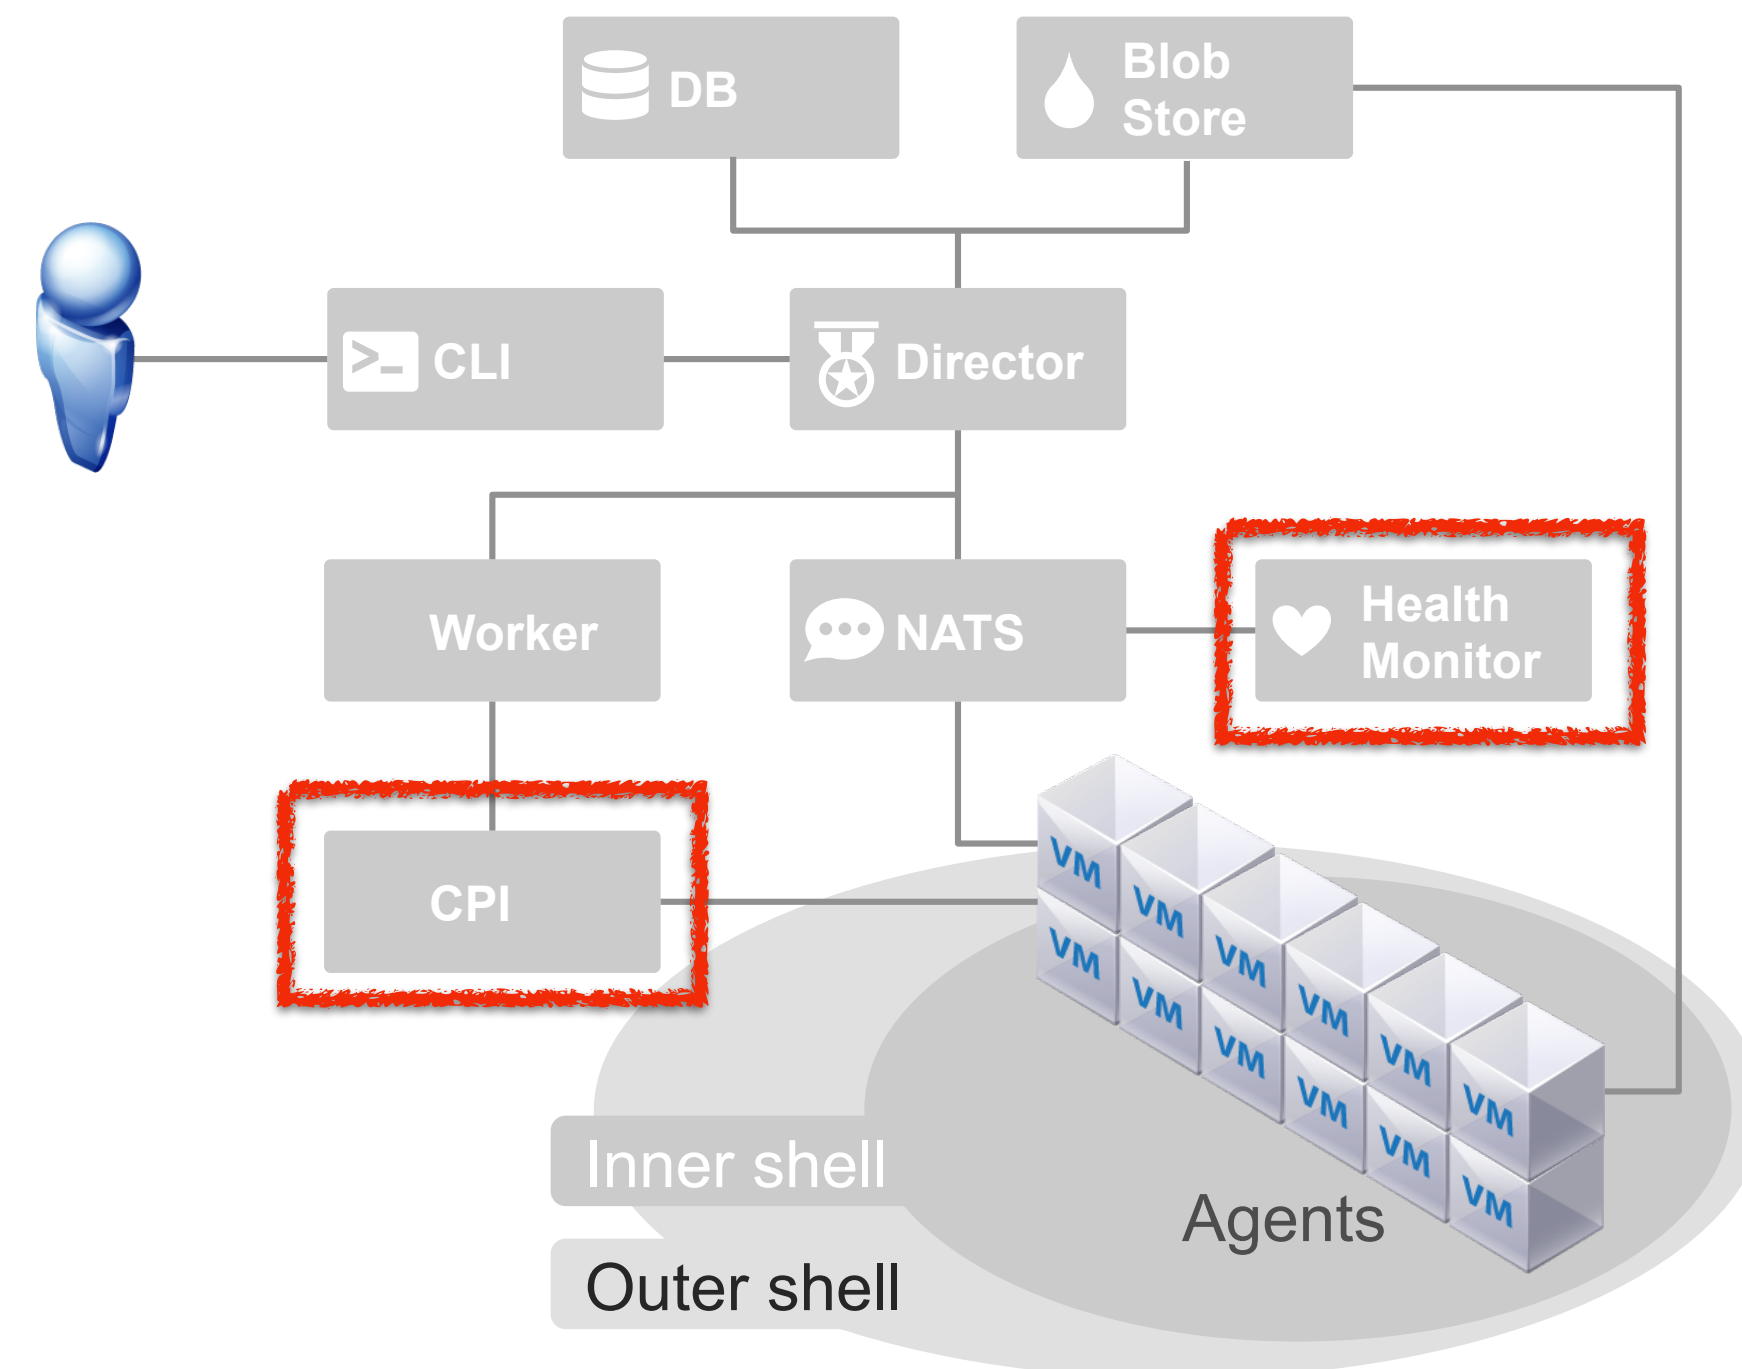 DB
Blob
Store
>_ CLI
Director
Worker
NATS
Health
Monitor
CPI
VM
VM
VM
VM
VM
VM
VM
VM
VM
VM
VM
VM
Inner shell
Agents
Outer shell